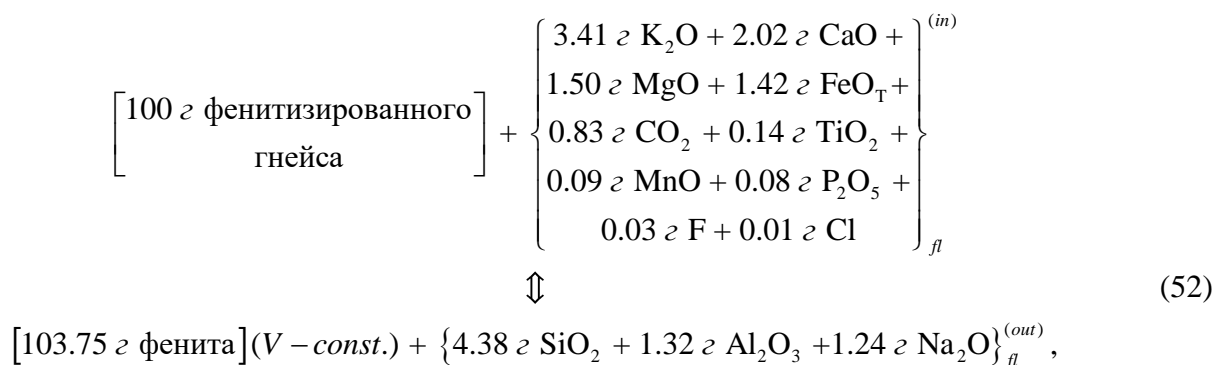 3.41 г K₂O + 2.02 г CaO + (in)
[100 г фенитизированного 1.50 г MgO + 1.42 г FeO_T +
гнейса] + { 0.83 г CO₂ + 0.14 г TiO₂ + }
0.09 г MnO + 0.08 г P₂O₅ +
0.03 г F + 0.01 г Cl fl
⇕ (52)
[103.75 г фенита](V − const.) + {4.38 г SiO₂ + 1.32 г Al₂O₃ +1.24 г Na₂O}_fl^(out) ,